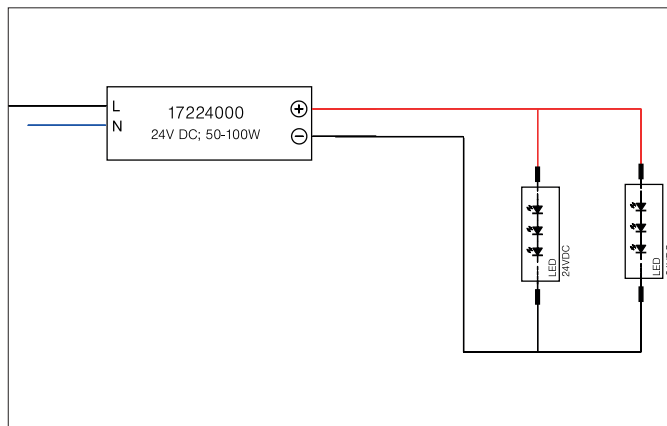 L
N
17224000
24V DC; 50-100W
+
−
LED
24VDC
LED